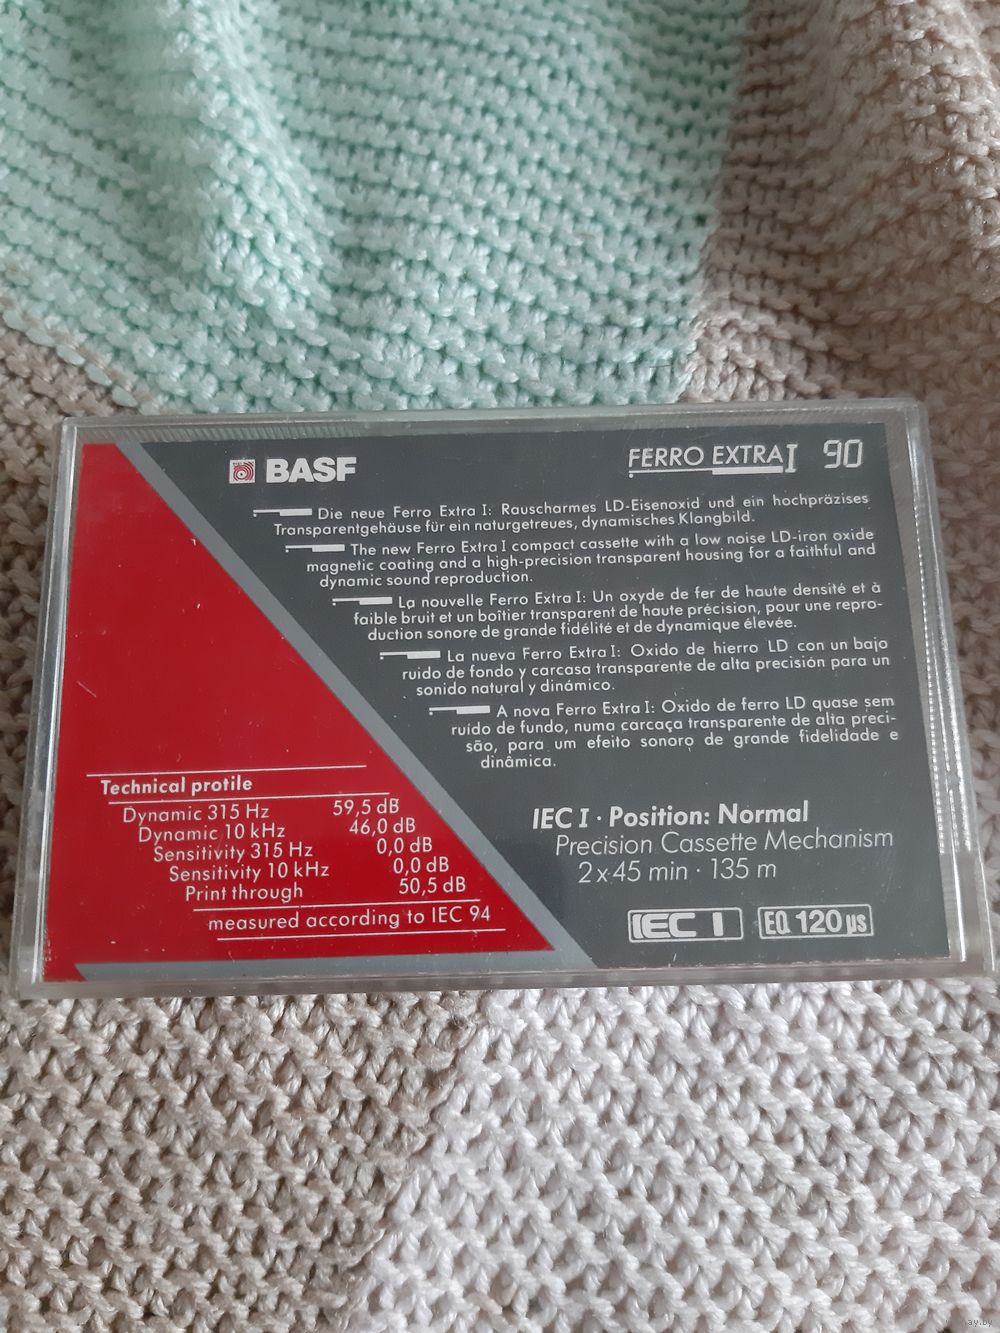 BASF
FERRO EXTRA I 90
Die neue Ferro Extra I: Rauscharmes LD-Eisenoxid und ein hochpräzises
Transparentgehäuse für ein naturgetreues, dynamisches Klangbild.
The new Ferro Extra I compact cassette with a low noise LD-iron oxide
magnetic coating and a high-precision transparent housing for a faithful and
dynamic sound reproduction.
La nouvelle Ferro Extra I: Un oxyde de fer de haute densité et à
faible bruit et un boîtier transparent de haute précision, pour une repro-
duction sonore de grande fidélité et de dynamique élevée.
La nueva Ferro Extra I: Oxido de hierro LD con un bajo
ruido de fondo y carcasa transparente de alta precisión para un
sonido natural y dinámico.
A nova Ferro Extra I: Oxido de ferro LD quase sem
ruído de fundo, numa carcaça transparente de alta preci-
são, para um efeito sonoro de grande fidelidade e
dinâmica.
Technical protile
Dynamic 315 Hz 59,5 dB
Dynamic 10 kHz 46,0 dB
Sensitivity 315 Hz 0,0 dB
Sensitivity 10 kHz 0,0 dB
Print through 50,5 dB
measured according to IEC 94
IEC I · Position: Normal
Precision Cassette Mechanism
2 x 45 min · 135 m
IEC I EQ 120 µs